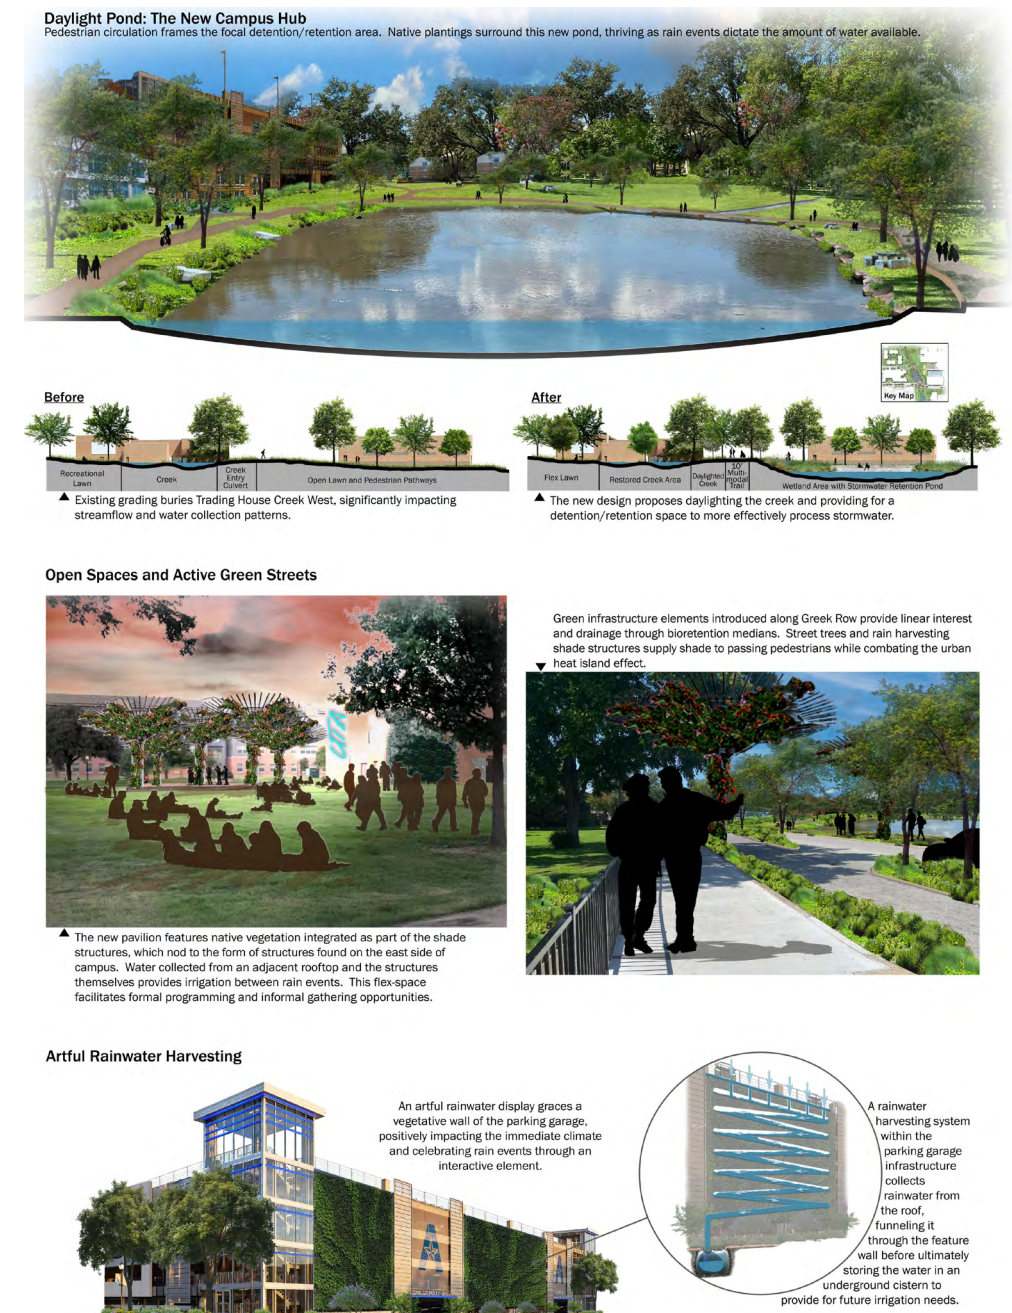 Daylight Pond: The New Campus Hub
Pedestrian circulation frames the focal detention/retention area. Native plantings surround this new pond, thriving as rain events dictate the amount of water available.
Key Map
Before
Recreational
Lawn
Creek
Creek
Entry
Culvert
Open Lawn and Pedestrian Pathways
Existing grading buries Trading House Creek West, significantly impacting
streamflow and water collection patterns.
After
Flex Lawn
Restored Creek Area
Daylighted
Creek
10'
Multi-
modal
Trail
Wetland Area with Stormwater Retention Pond
The new design proposes daylighting the creek and providing for a
detention/retention space to more effectively process stormwater.
Open Spaces and Active Green Streets
UTA
The new pavilion features native vegetation integrated as part of the shade
structures, which nod to the form of structures found on the east side of
campus. Water collected from an adjacent rooftop and the structures
themselves provides irrigation between rain events. This flex-space
facilitates formal programming and informal gathering opportunities.
Green infrastructure elements introduced along Greek Row provide linear interest
and drainage through bioretention medians. Street trees and rain harvesting
shade structures supply shade to passing pedestrians while combating the urban
heat island effect.
Artful Rainwater Harvesting
An artful rainwater display graces a
vegetative wall of the parking garage,
positively impacting the immediate climate
and celebrating rain events through an
interactive element.
A
A
A rainwater
harvesting system
within the
parking garage
infrastructure
collects
rainwater from
the roof,
funneling it
through the feature
wall before ultimately
storing the water in an
underground cistern to
provide for future irrigation needs.